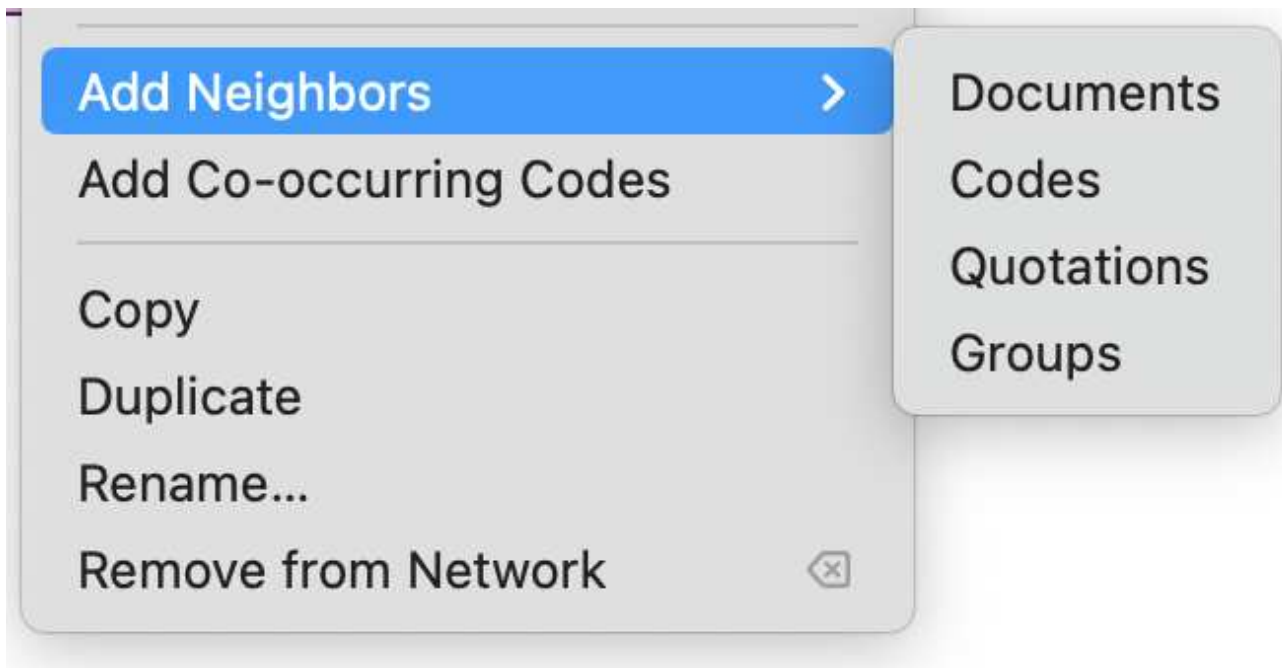 Add Neighbors
Add Co-occurring Codes
Copy
Duplicate
Rename...
Remove from Network
Documents
Codes
Quotations
Groups